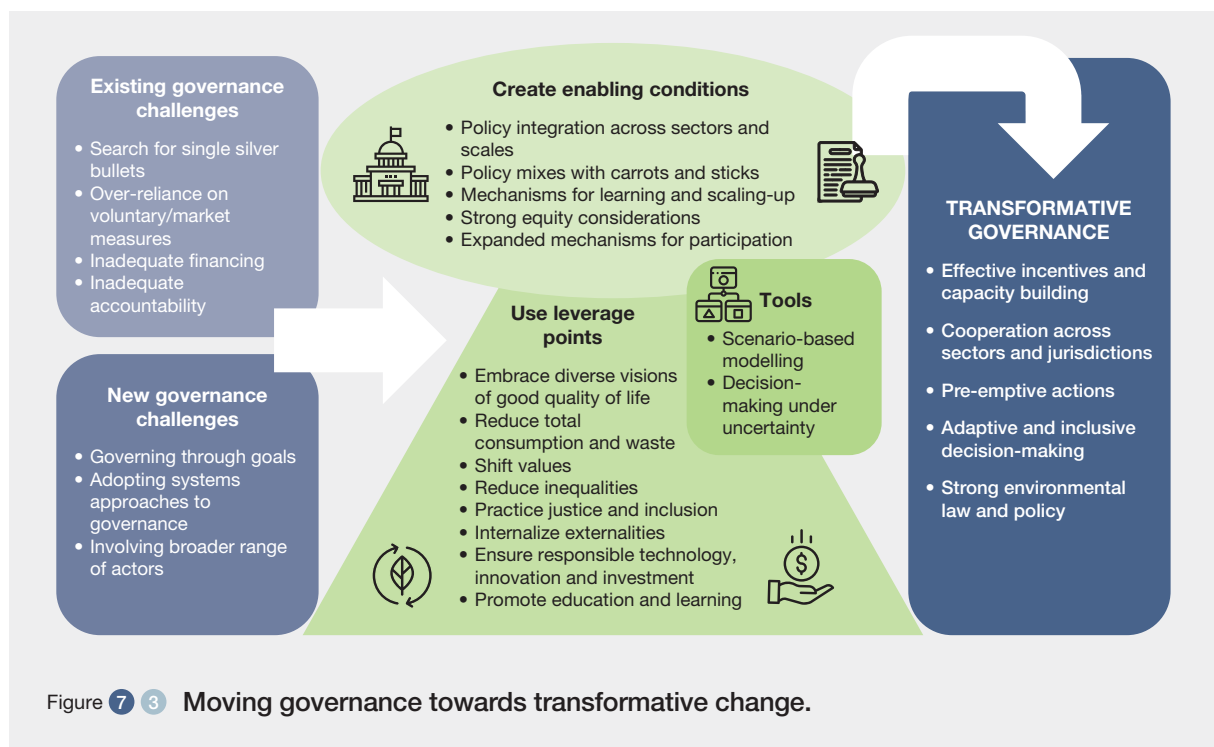 Existing governance
challenges
• Search for single silver
bullets
• Over-reliance on
voluntary/market
measures
• Inadequate financing
• Inadequate
accountability
New governance
challenges
• Governing through goals
• Adopting systems
approaches to
governance
• Involving broader range
of actors
Create enabling conditions
• Policy integration across sectors and
scales
• Policy mixes with carrots and sticks
• Mechanisms for learning and scaling-up
• Strong equity considerations
• Expanded mechanisms for participation
Use leverage
points
• Embrace diverse visions
of good quality of life
• Reduce total
consumption and waste
• Shift values
• Reduce inequalities
• Practice justice and inclusion
• Internalize externalities
• Ensure responsible technology,
innovation and investment
• Promote education and learning
$
Tools
• Scenario-based
modelling
• Decision-
making under
uncertainty
TRANSFORMATIVE
GOVERNANCE
• Effective incentives and
capacity building
• Cooperation across
sectors and jurisdictions
• Pre-emptive actions
• Adaptive and inclusive
decision-making
• Strong environmental
law and policy
Figure 7 3 Moving governance towards transformative change.